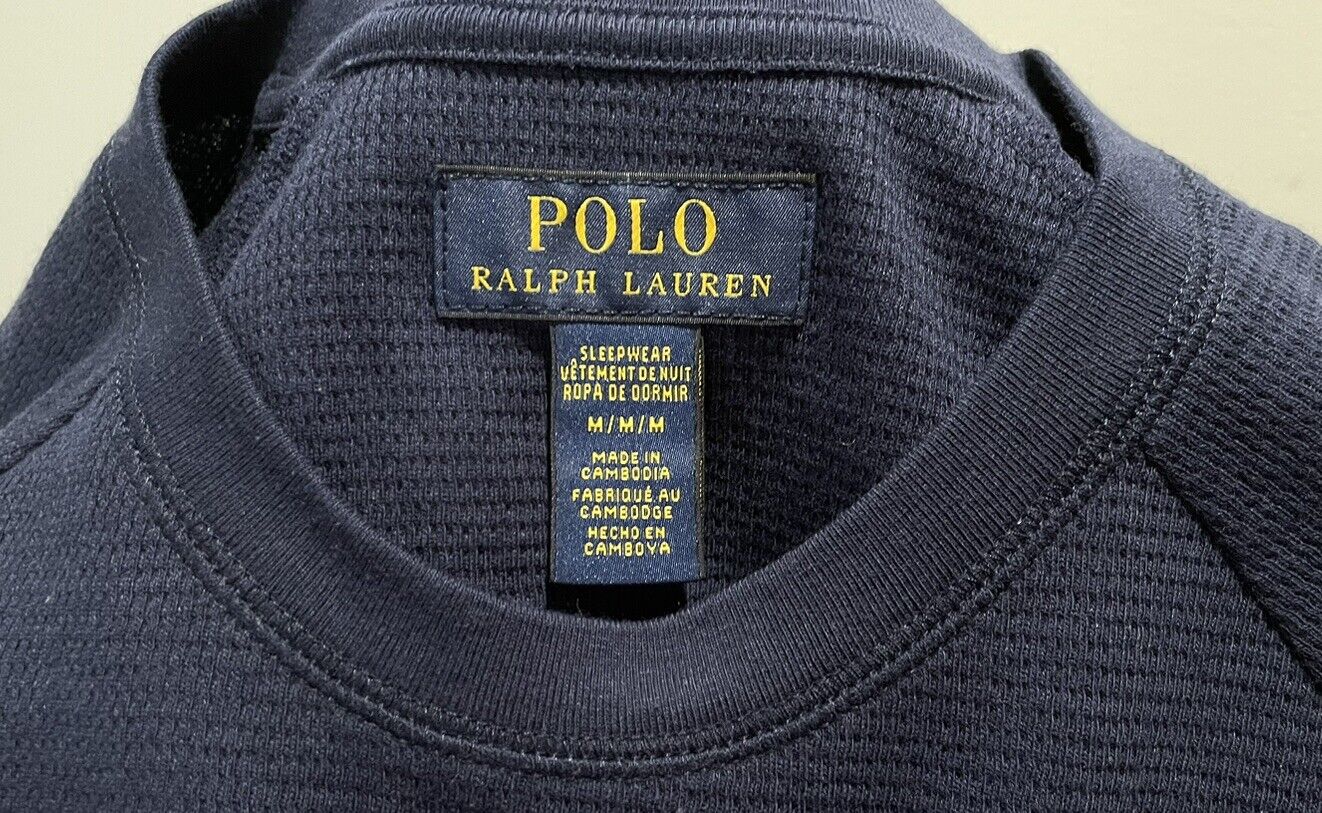 POLO
RALPH LAUREN
SLEEPWEAR
VÊTEMENT DE NUIT
ROPA DE DORMIR
M/M/M
MADE IN
CAMBODIA
FABRIQUÉ AU
CAMBODGE
HECHO EN
CAMBOYA